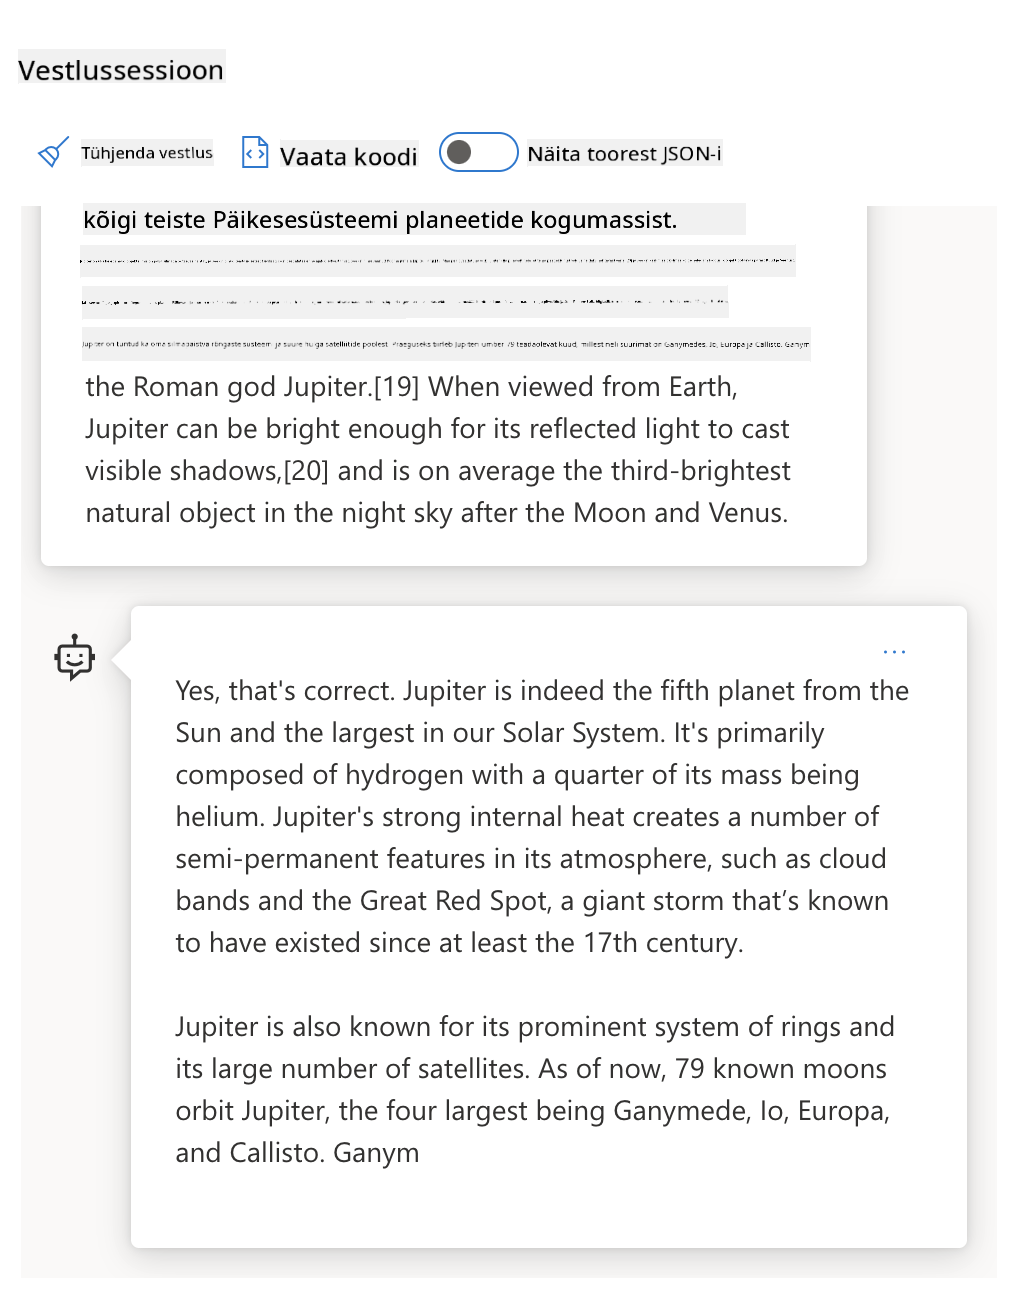 Vestlussessioon
Tühjenda vestlus
Vaata koodi
Näita toorest JSON-i
kõigi teiste Päikesesüsteemi planeetide kogumassist.
Jupiter on tuntud ka oma silmapaistva rõngaste süsteemi ja suure hulga satelliitide poolest. Praeguseks tiirleb Jupiteri ümber 79 teadaolevat kuud, millest neli suurimat on Ganymedes, Io, Europa ja Callisto. Ganym
the Roman god Jupiter.[19] When viewed from Earth,
Jupiter can be bright enough for its reflected light to cast
visible shadows,[20] and is on average the third-brightest
natural object in the night sky after the Moon and Venus.
...
Yes, that's correct. Jupiter is indeed the fifth planet from the
Sun and the largest in our Solar System. It's primarily
composed of hydrogen with a quarter of its mass being
helium. Jupiter's strong internal heat creates a number of
semi-permanent features in its atmosphere, such as cloud
bands and the Great Red Spot, a giant storm that’s known
to have existed since at least the 17th century.
Jupiter is also known for its prominent system of rings and
its large number of satellites. As of now, 79 known moons
orbit Jupiter, the four largest being Ganymede, Io, Europa,
and Callisto. Ganym